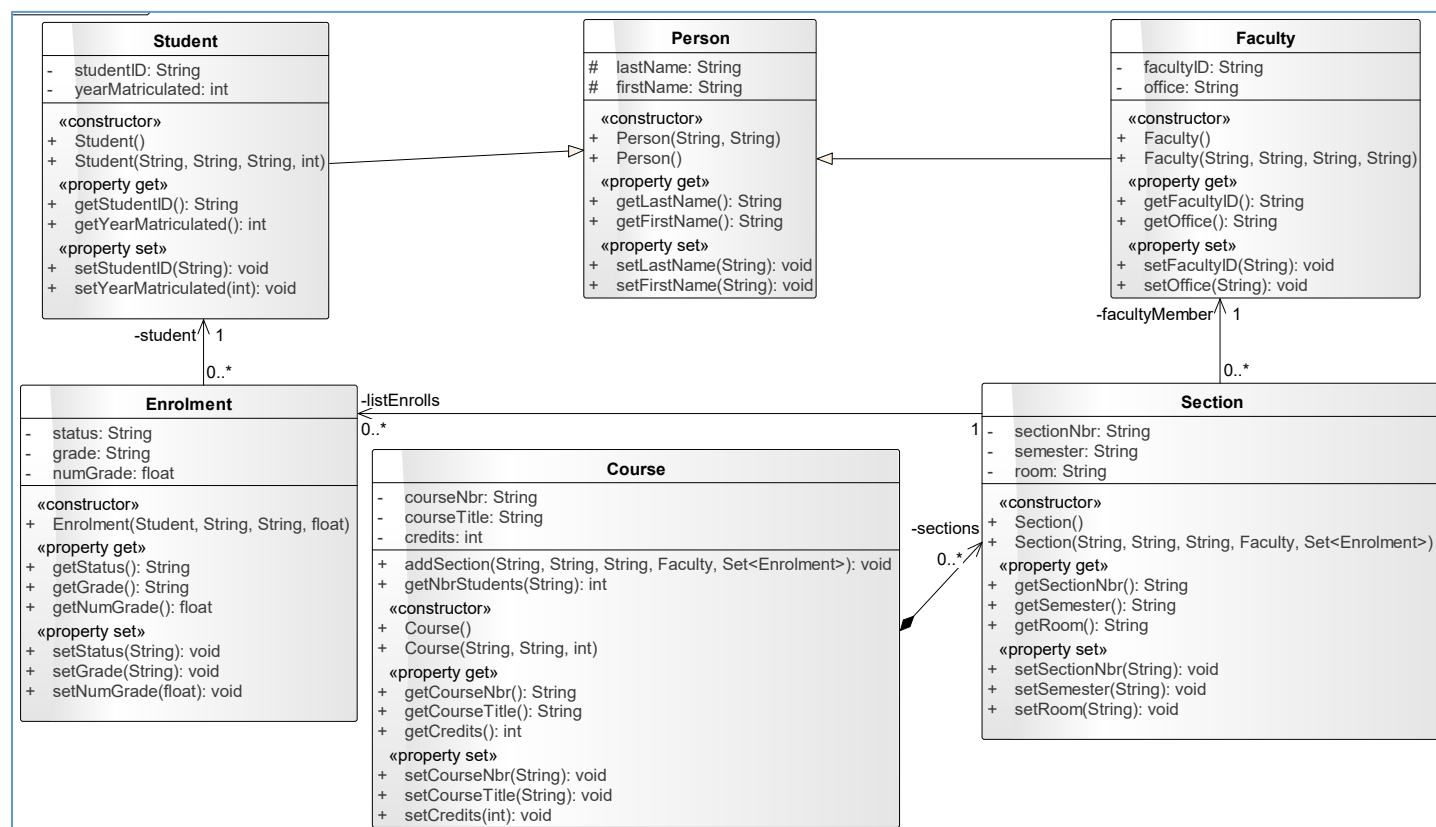 Student
- studentID: String
- yearMatriculated: int
«constructor»
+ Student()
+ Student(String, String, String, int)
«property get»
+ getStudentID(): String
+ getYearMatriculated(): int
«property set»
+ setStudentID(String): void
+ setYearMatriculated(int): void
Person
# lastName: String
# firstName: String
«constructor»
+ Person(String, String)
+ Person()
«property get»
+ getLastName(): String
+ getFirstName(): String
«property set»
+ setLastName(String): void
+ setFirstName(String): void
Faculty
- facultyID: String
- office: String
«constructor»
+ Faculty()
+ Faculty(String, String, String, String)
«property get»
+ getFacultyID(): String
+ getOffice(): String
«property set»
+ setFacultyID(String): void
+ setOffice(String): void
-student 1
0..*
-facultyMember 1
0..*
Enrolment
- status: String
- grade: String
- numGrade: float
«constructor»
+ Enrolment(Student, String, String, float)
«property get»
+ getStatus(): String
+ getGrade(): String
+ getNumGrade(): float
«property set»
+ setStatus(String): void
+ setGrade(String): void
+ setNumGrade(float): void
-listEnrolls
0..*
1
Course
- courseNbr: String
- courseTitle: String
- credits: int
+ addSection(String, String, String, Faculty, Set<Enrolment>): void
+ getNbrStudents(String): int
«constructor»
+ Course()
+ Course(String, String, int)
«property get»
+ getCourseNbr(): String
+ getCourseTitle(): String
+ getCredits(): int
«property set»
+ setCourseNbr(String): void
+ setCourseTitle(String): void
+ setCredits(int): void
-sections
0..*
Section
- sectionNbr: String
- semester: String
- room: String
«constructor»
+ Section()
+ Section(String, String, String, Faculty, Set<Enrolment>)
«property get»
+ getSectionNbr(): String
+ getSemester(): String
+ getRoom(): String
«property set»
+ setSectionNbr(String): void
+ setSemester(String): void
+ setRoom(String): void